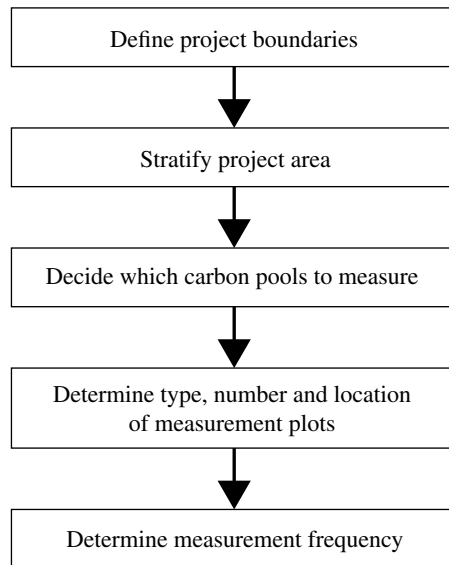 Define project boundaries
Stratify project area
Decide which carbon pools to measure
Determine type, number and location
of measurement plots
Determine measurement frequency